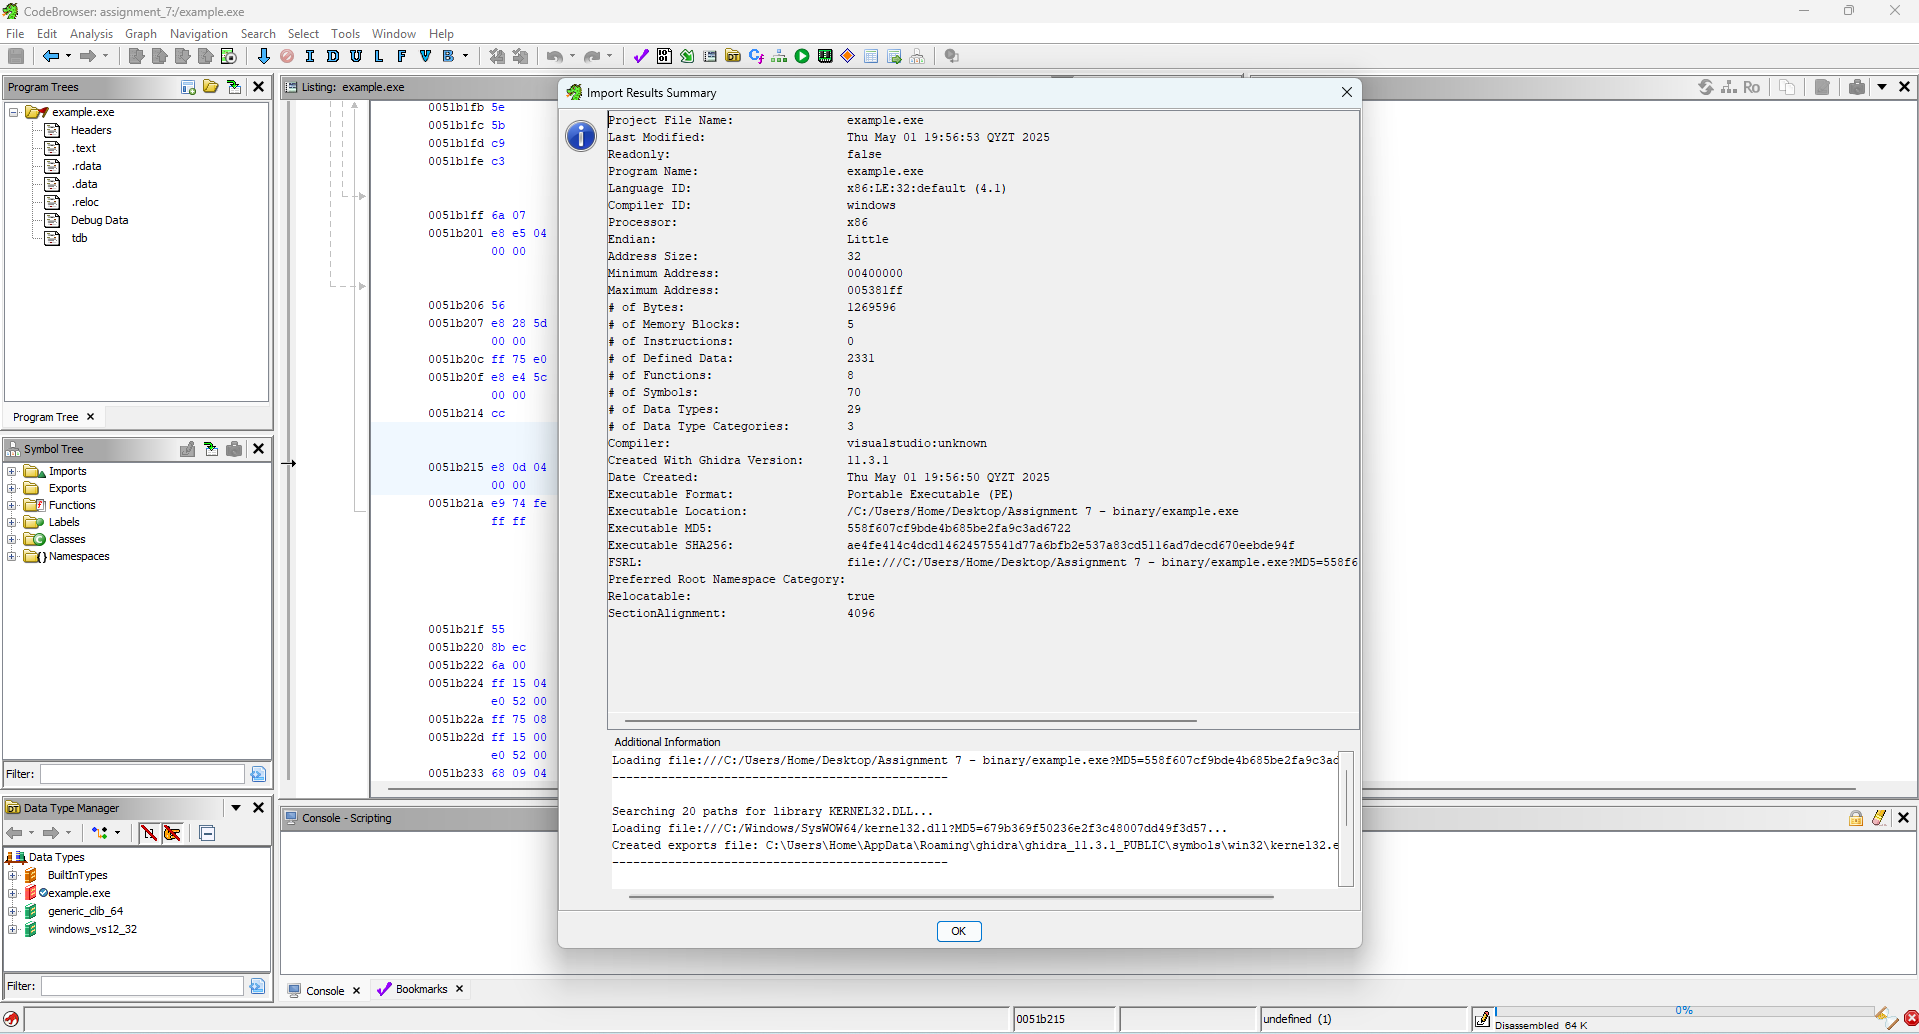 CodeBrowser: assignment_7:/example.exe
File Edit Analysis Graph Navigation Search Select Tools Window Help
I D U L F V B
Program Trees
example.exe
Headers
.text
.rdata
.data
.reloc
Debug Data
tdb
Program Tree
Symbol Tree
Imports
Exports
Functions
Labels
Classes
Namespaces
Filter:
Data Type Manager
Data Types
BuiltInTypes
example.exe
generic_clib_64
windows_vs12_32
Filter:
Listing: example.exe
0051b1fb 5e
0051b1fc 5b
0051b1fd c9
0051b1fe c3
0051b1ff 6a 07
0051b201 e8 e5 04
00 00
0051b206 56
0051b207 e8 28 5d
00 00
0051b20c ff 75 e0
0051b20f e8 e4 5c
00 00
0051b214 cc
0051b215 e8 0d 04
00 00
0051b21a e9 74 fe
ff ff
0051b21f 55
0051b220 8b ec
0051b222 6a 00
0051b224 ff 15 04
e0 52 00
0051b22a ff 75 08
0051b22d ff 15 00
e0 52 00
0051b233 68 09 04
Ro
Import Results Summary
Project File Name: example.exe
Last Modified: Thu May 01 19:56:53 QYZT 2025
Readonly: false
Program Name: example.exe
Language ID: x86:LE:32:default (4.1)
Compiler ID: windows
Processor: x86
Endian: Little
Address Size: 32
Minimum Address: 00400000
Maximum Address: 005381ff
# of Bytes: 1269596
# of Memory Blocks: 5
# of Instructions: 0
# of Defined Data: 2331
# of Functions: 8
# of Symbols: 70
# of Data Types: 29
# of Data Type Categories: 3
Compiler: visualstudio:unknown
Created With Ghidra Version: 11.3.1
Date Created: Thu May 01 19:56:50 QYZT 2025
Executable Format: Portable Executable (PE)
Executable Location: /C:/Users/Home/Desktop/Assignment 7 - binary/example.exe
Executable MD5: 558f607cf9bde4b685be2fa9c3ad6722
Executable SHA256: ae4fe414c4dcd14624575541d77a6bfb2e537a83cd5116ad7decd670eebde94f
FSRL: file:///C:/Users/Home/Desktop/Assignment 7 - binary/example.exe?MD5=558f6
Preferred Root Namespace Category:
Relocatable: true
SectionAlignment: 4096
Additional Information
Loading file:///C:/Users/Home/Desktop/Assignment 7 - binary/example.exe?MD5=558f607cf9bde4b685be2fa9c3ad
------------------------------------------------
Searching 20 paths for library KERNEL32.DLL...
Loading file:///C:/Windows/SysWOW64/kernel32.dll?MD5=679b369f50236e2f3c48007dd49f3d57...
Created exports file: C:\Users\Home\AppData\Roaming\ghidra\ghidra_11.3.1_PUBLIC\symbols\win32\kernel32.e
------------------------------------------------
OK
Console - Scripting
Console
Bookmarks
0051b215
undefined (1)
0%
Disassembled 64 K